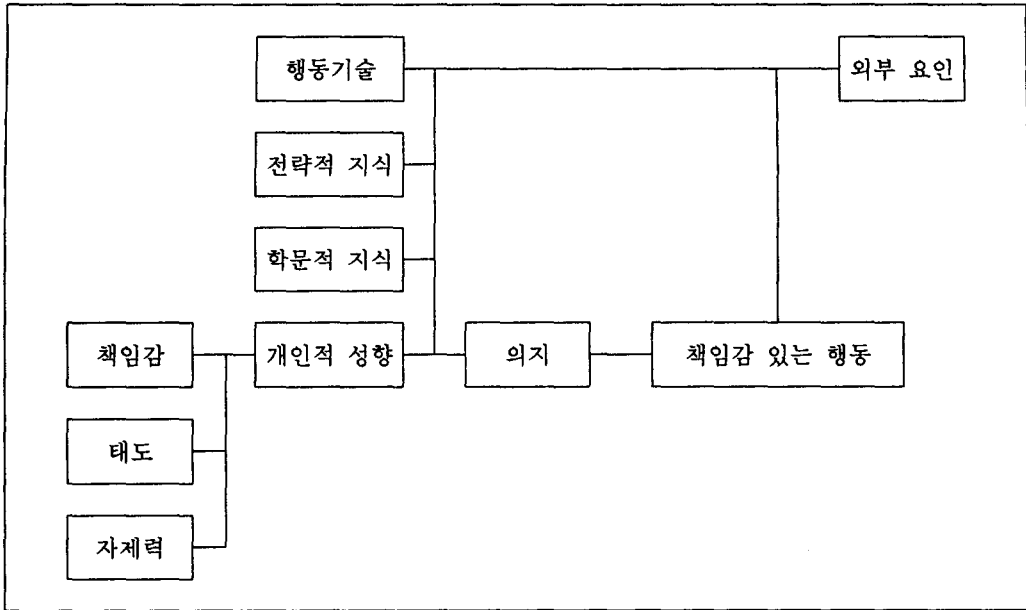 행동기술
외부 요인
전략적 지식
학문적 지식
책임감
개인적 성향
의지
책임감 있는 행동
태도
자제력